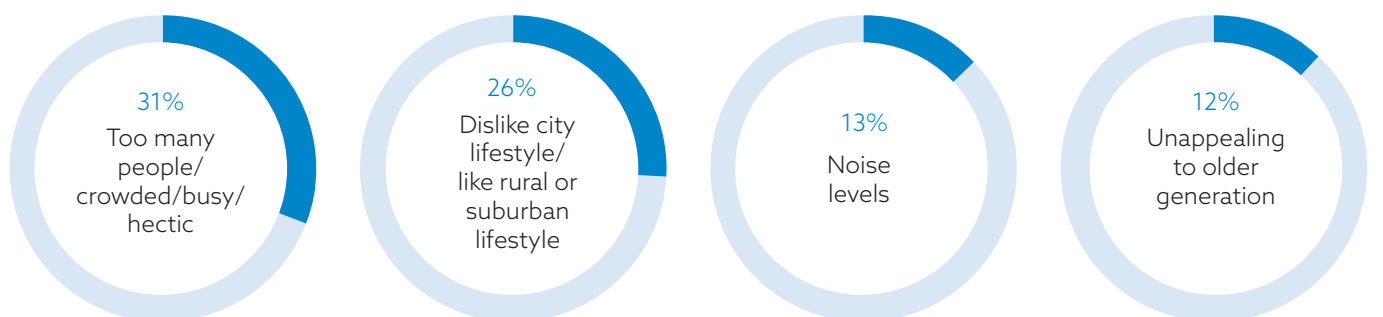 31%
Too many
people/
crowded/busy/
hectic
26%
Dislike city
lifestyle/
like rural or
suburban
lifestyle
13%
Noise
levels
12%
Unappealing
to older
generation